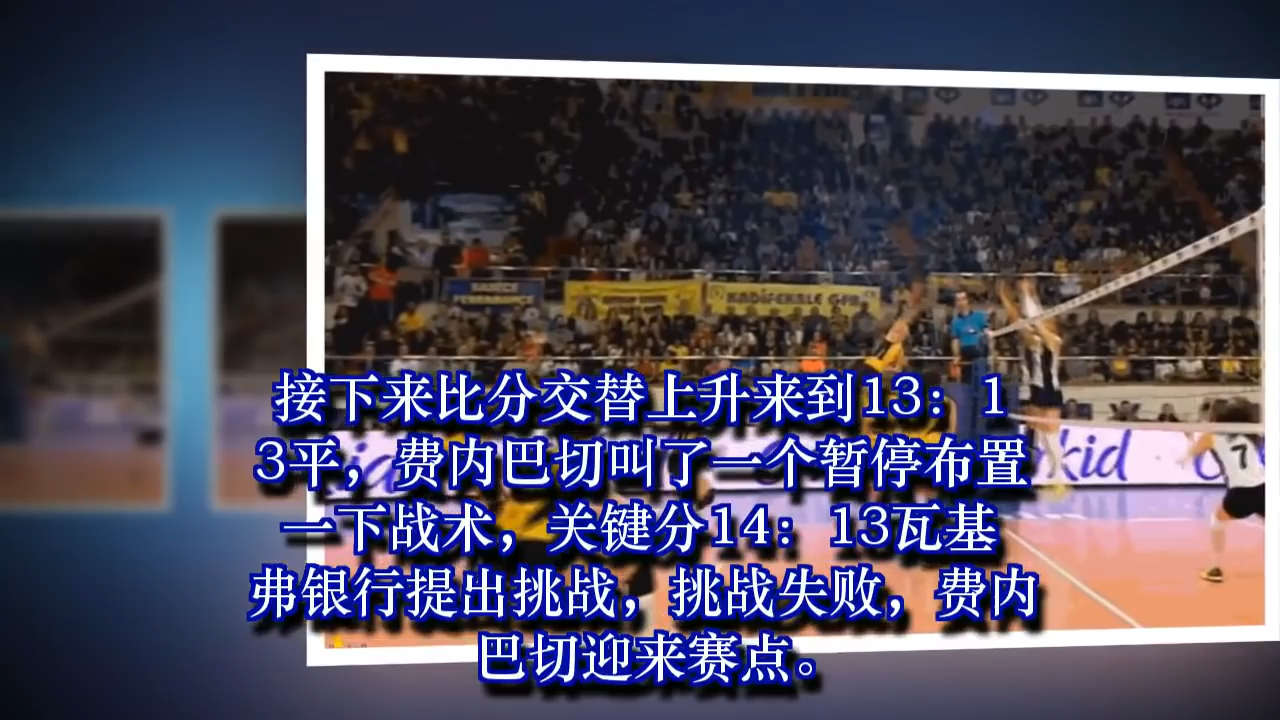 KADIFEKALE GFB
7
接下来比分交替上升来到13：1
3平，费内巴切叫了一个暂停布置
一下战术，关键分14：13瓦基
弗银行提出挑战，挑战失败，费内
巴切迎来赛点。